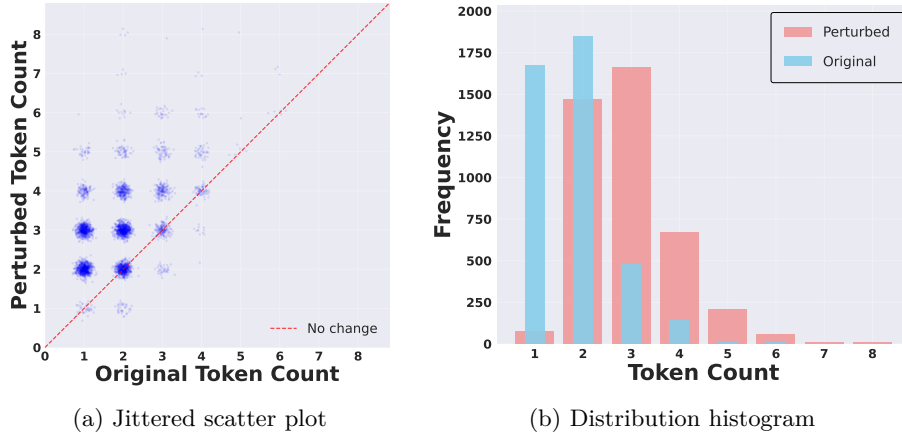 Perturbed Token Count
8
7
6
5
4
3
2
1
0
0 1 2 3 4 5 6 7 8
Original Token Count
No change
(a) Jittered scatter plot
Frequency
2000
1750
1500
1250
1000
750
500
250
0
1 2 3 4 5 6 7 8
Token Count
Perturbed
Original
(b) Distribution histogram